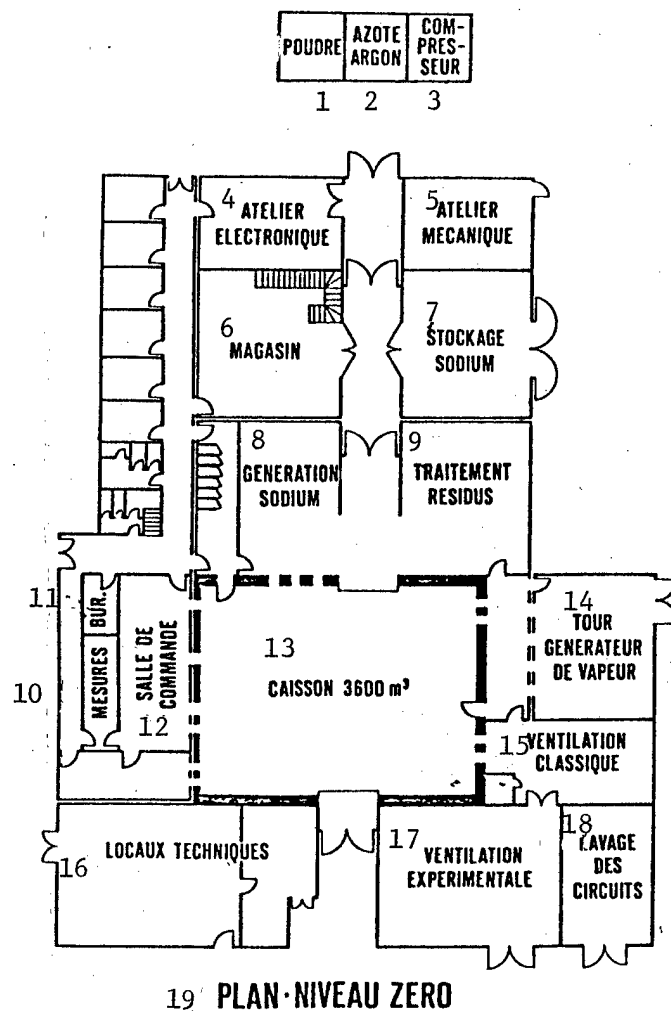 POUDRE
AZOTE
ARGON
COM-
PRES-
SEUR
1 2 3
4
ATELIER
ELECTRONIQUE
5
ATELIER
MECANIQUE
6
MAGASIN
7
STOCKAGE
SODIUM
8
GENERATION
SODIUM
9
TRAITEMENT
RESIDUS
10
MESURES
11
BUR.
12
SALLE DE
COMMANDE
13
CAISSON 3600 m³
14
TOUR
GENERATEUR
DE VAPEUR
15
VENTILATION
CLASSIQUE
16
LOCAUX TECHNIQUES
17
VENTILATION
EXPERIMENTALE
18
LAVAGE
DES
CIRCUITS
19 PLAN·NIVEAU ZERO